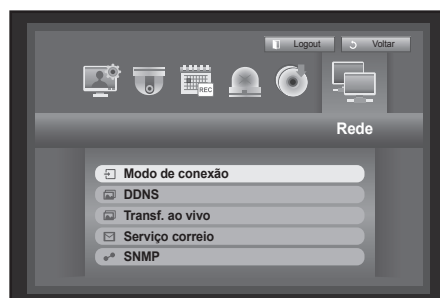 Logout Voltar
REC
Rede
Modo de conexão
DDNS
Transf. ao vivo
Serviço correio
SNMP